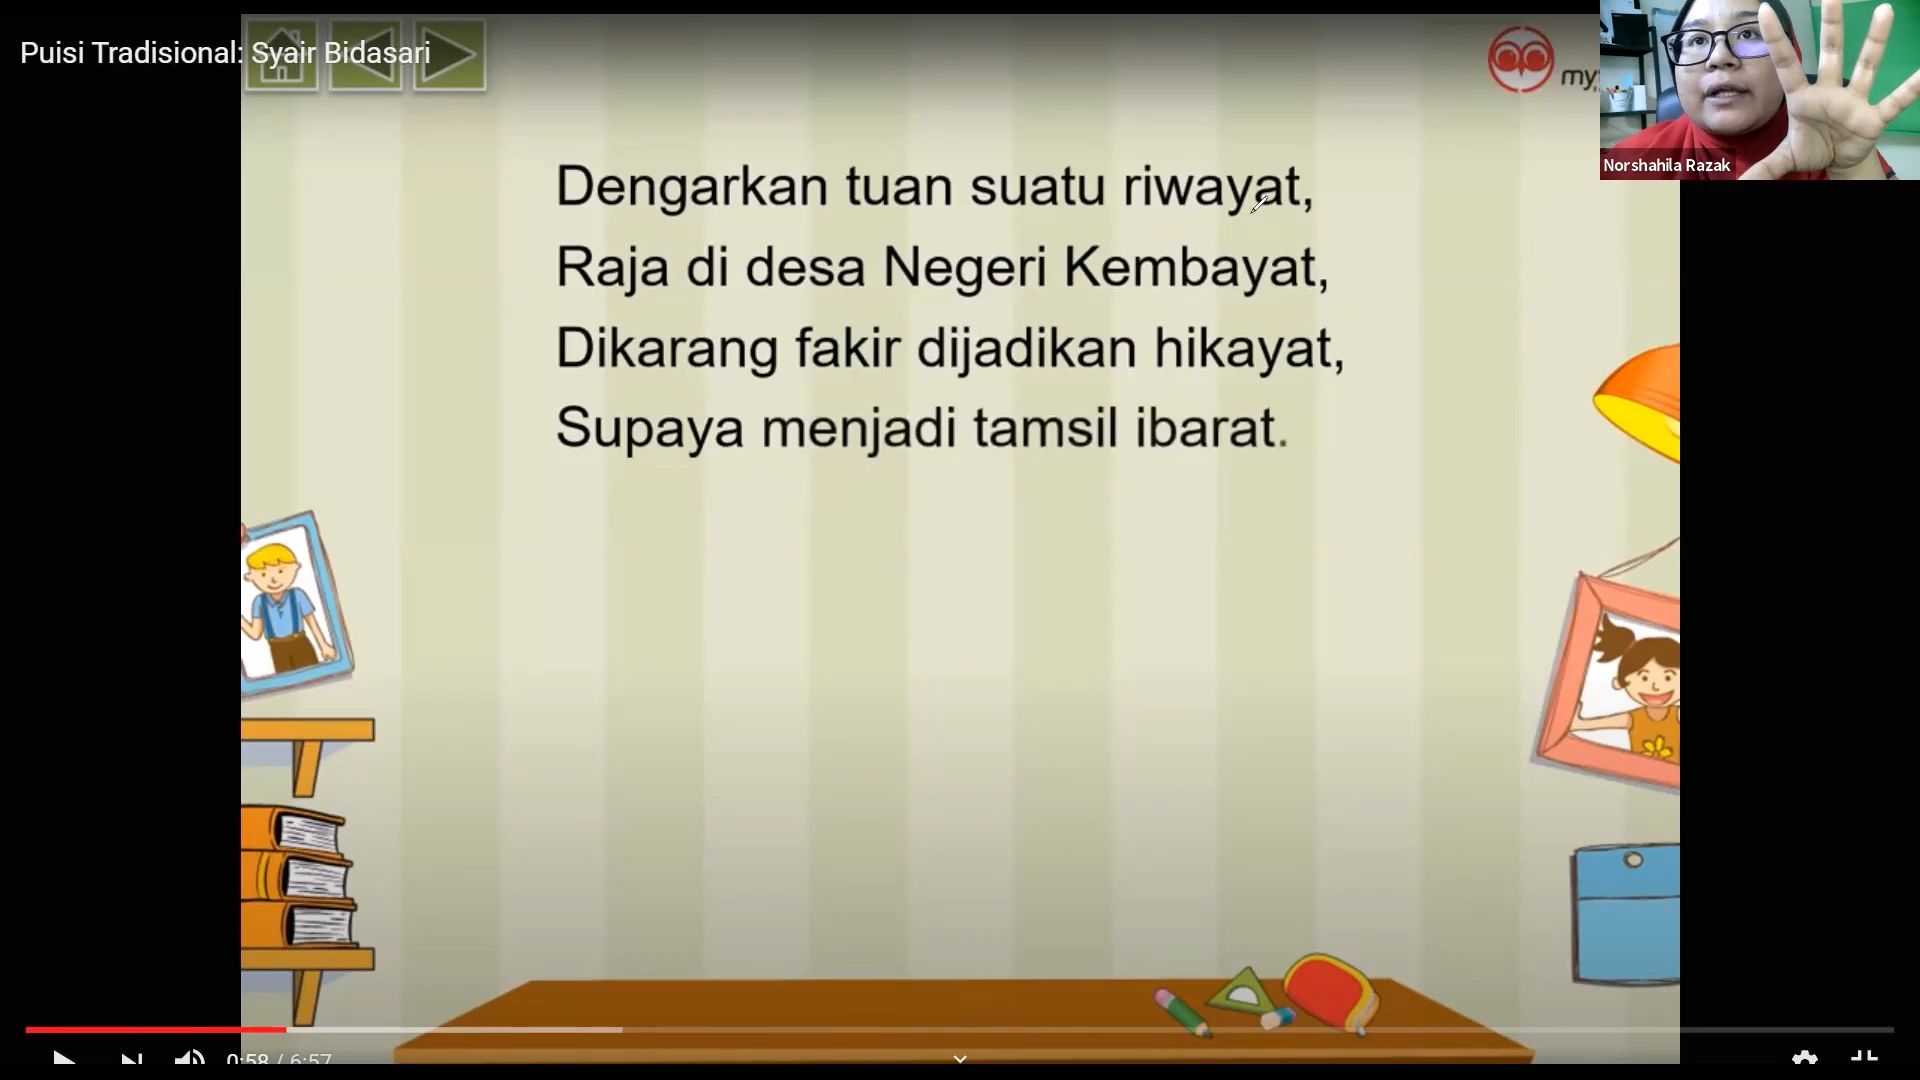 Puisi Tradisional: Syair Bidasari
my
Norshahila Razak
Dengarkan tuan suatu riwayat,
Raja di desa Negeri Kembayat,
Dikarang fakir dijadikan hikayat,
Supaya menjadi tamsil ibarat.
0:58 / 6:57